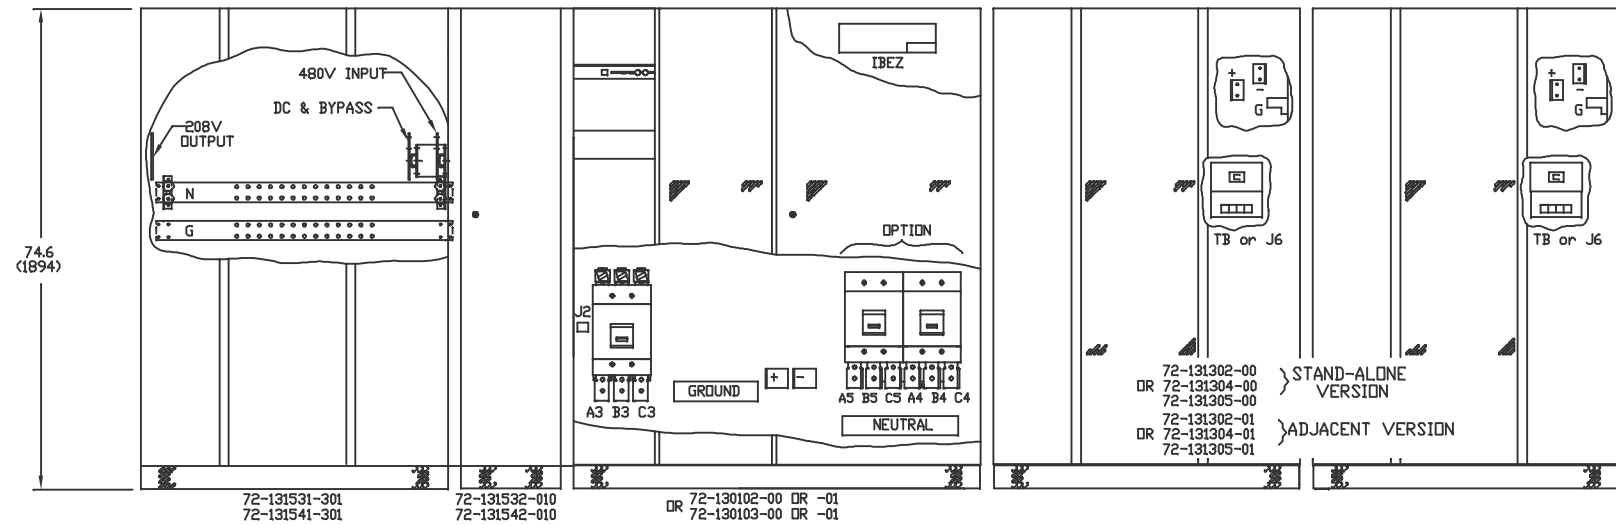 480V INPUT
DC & BYPASS
208V
OUTPUT
N
G
74.6
(1894)
72-131531-301
72-131541-301
72-131532-010
72-131542-010
IBEZ
OPTION
J2
A3 B3 C3
GROUND
+ -
A5 B5 C5 A4 B4 C4
NEUTRAL
OR 72-130102-00 OR -01
72-130103-00 OR -01
+
-
G
TB or J6
72-131302-00
OR 72-131304-00
72-131305-00
STAND-ALONE
VERSION
72-131302-01
OR 72-131304-01
72-131305-01
ADJACENT VERSION
+
-
G
TB or J6